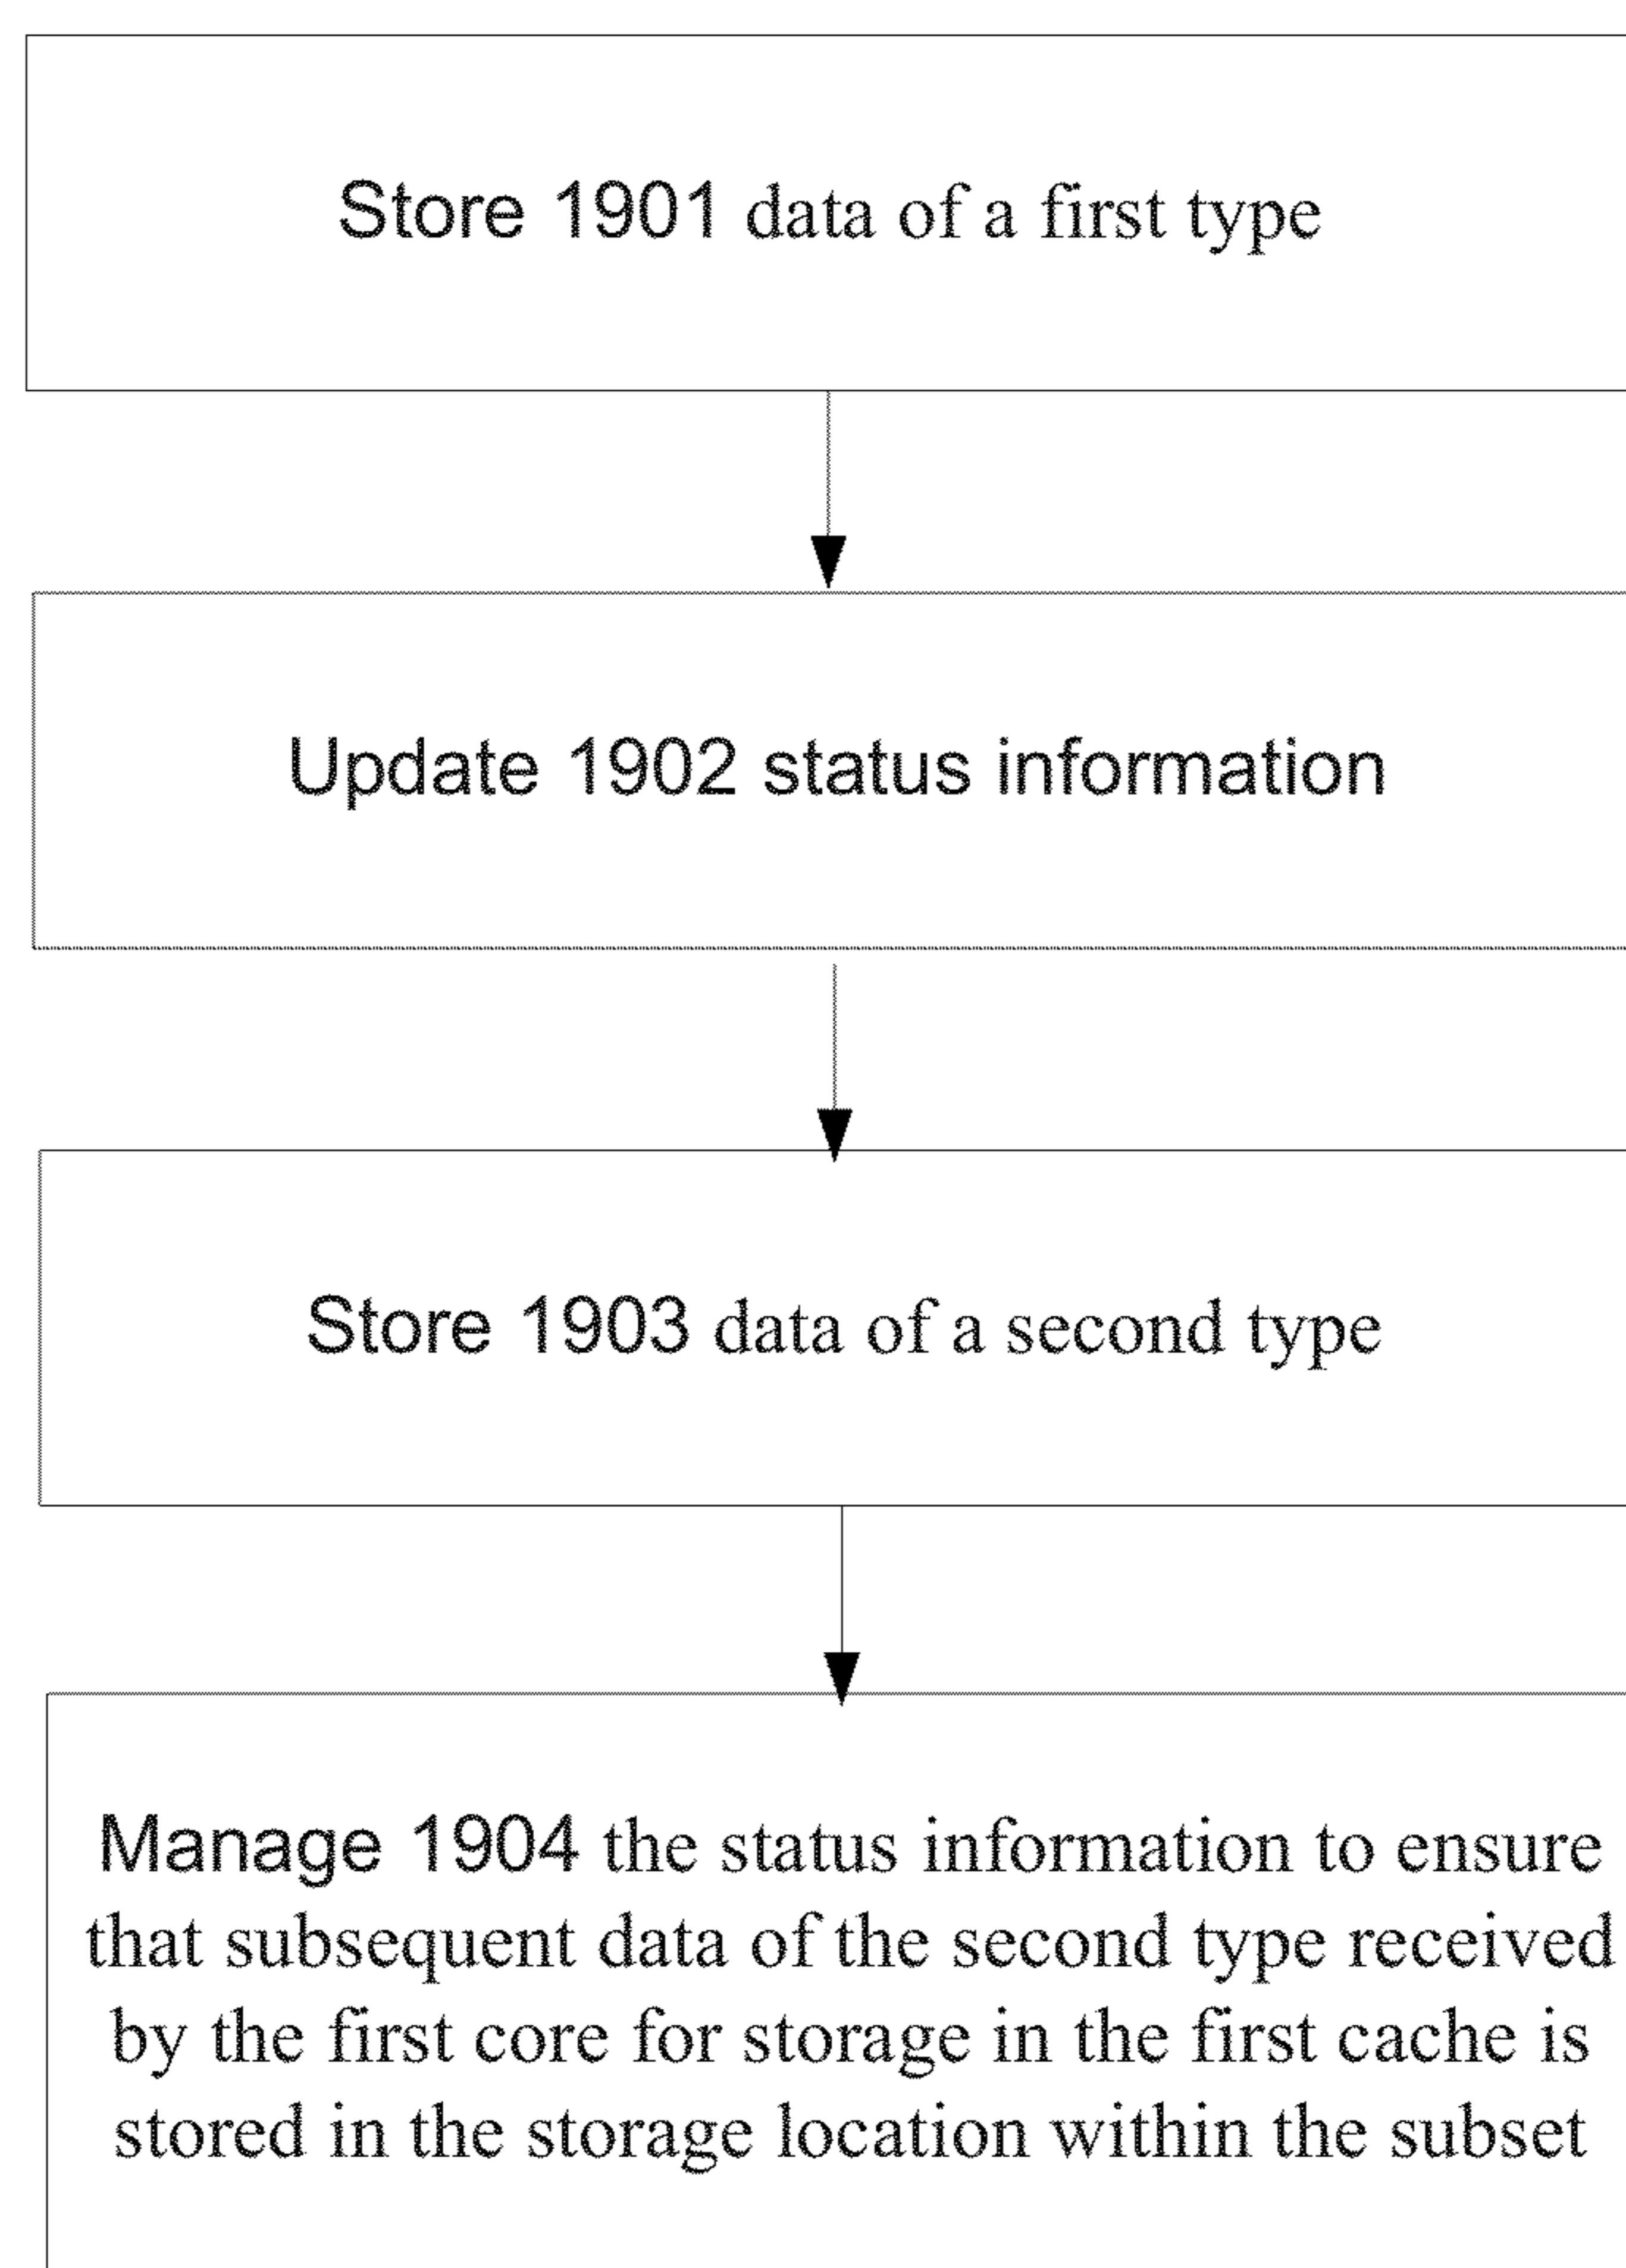 Store 1901 data of a first type
Update 1902 status information
Store 1903 data of a second type
Manage 1904 the status information to ensure
that subsequent data of the second type received
by the first core for storage in the first cache is
stored in the storage location within the subset